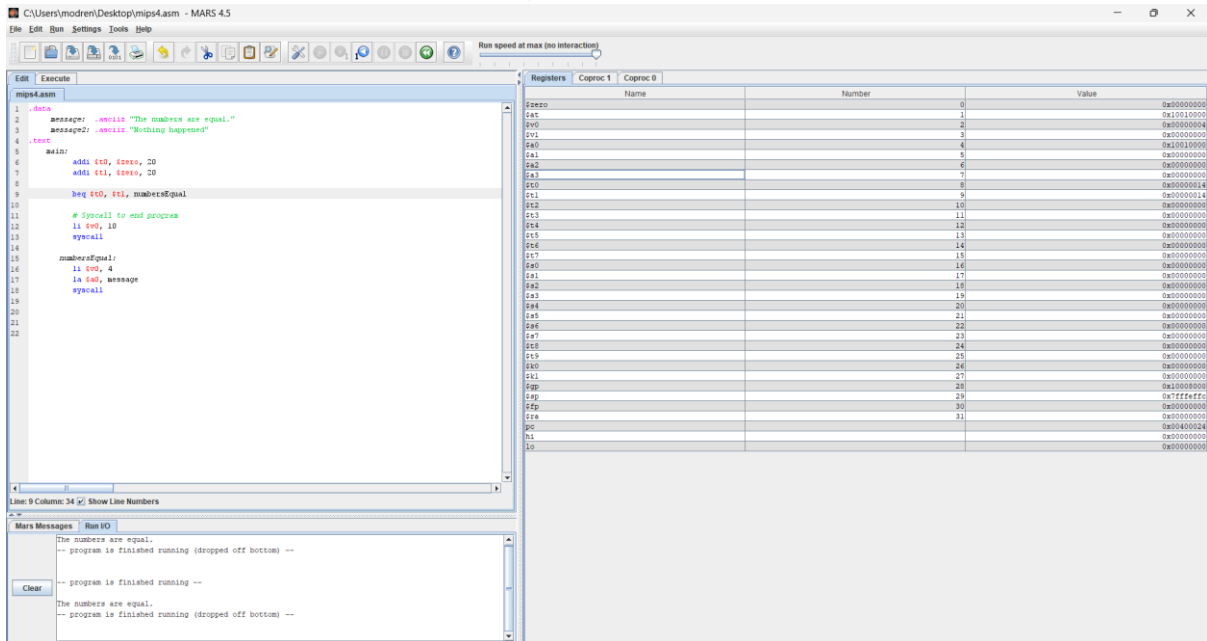 C:\Users\modren\Desktop\mips4.asm - MARS 4.5
File Edit Run Settings Tools Help
Run speed at max (no interaction)
Edit Execute
mips4.asm
1 .data
2 message: .asciiz "The numbers are equal."
3 message2: .asciiz "Nothing happened"
4 .text
5 main:
6 addi $t0, $zero, 20
7 addi $t1, $zero, 20
8
9 beq $t0, $t1, numbersEqual
10
11 # Syscall to end program
12 li $v0, 10
13 syscall
14
15 numbersEqual:
16 li $v0, 4
17 la $a0, message
18 syscall
19
20
21
22
Line: 9 Column: 34 Show Line Numbers
Mars Messages Run I/O
The numbers are equal.
-- program is finished running (dropped off bottom) --
-- program is finished running --
The numbers are equal.
-- program is finished running (dropped off bottom) --
Clear
Registers Coproc 1 Coproc 0
Name Number Value
$zero 0 0x00000000
$at 1 0x10010000
$v0 2 0x00000004
$v1 3 0x00000000
$a0 4 0x10010000
$a1 5 0x00000000
$a2 6 0x00000000
$a3 7 0x00000000
$t0 8 0x00000014
$t1 9 0x00000014
$t2 10 0x00000000
$t3 11 0x00000000
$t4 12 0x00000000
$t5 13 0x00000000
$t6 14 0x00000000
$t7 15 0x00000000
$s0 16 0x00000000
$s1 17 0x00000000
$s2 18 0x00000000
$s3 19 0x00000000
$s4 20 0x00000000
$s5 21 0x00000000
$s6 22 0x00000000
$s7 23 0x00000000
$t8 24 0x00000000
$t9 25 0x00000000
$k0 26 0x00000000
$k1 27 0x00000000
$gp 28 0x10008000
$sp 29 0x7fffeffc
$fp 30 0x00000000
$ra 31 0x00000000
pc 0x00400024
hi 0x00000000
lo 0x00000000